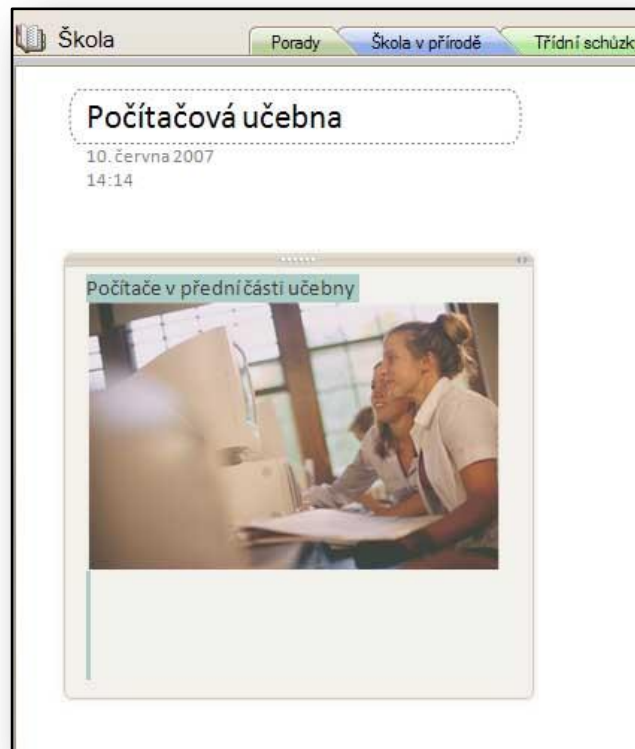 Škola
Porady Škola v přírodě Třídní schůzk
Počítačová učebna
10. června 2007
14:14
Počítače v přední části učebny